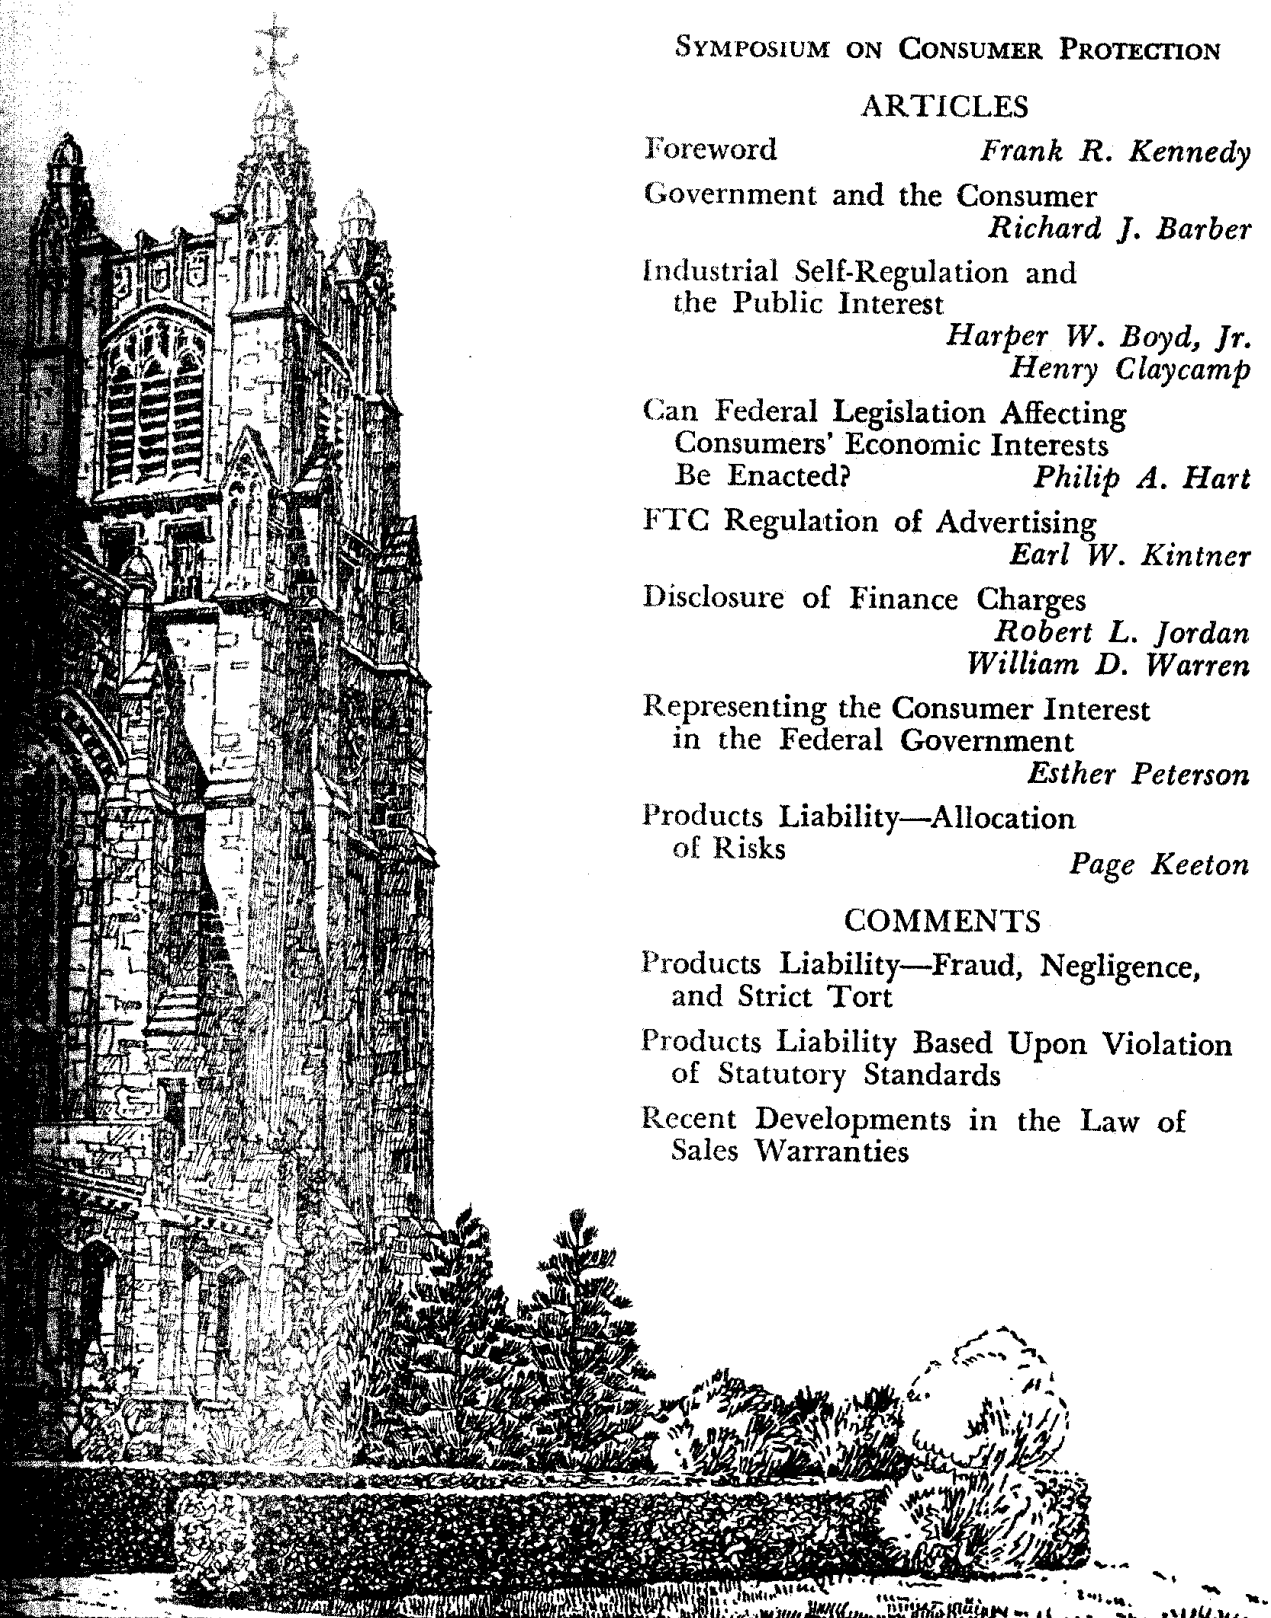 SYMPOSIUM ON CONSUMER PROTECTION
ARTICLES
Foreword Frank R. Kennedy
Government and the Consumer
Richard J. Barber
Industrial Self-Regulation and
the Public Interest
Harper W. Boyd, Jr.
Henry Claycamp
Can Federal Legislation Affecting
Consumers' Economic Interests
Be Enacted? Philip A. Hart
FTC Regulation of Advertising
Earl W. Kintner
Disclosure of Finance Charges
Robert L. Jordan
William D. Warren
Representing the Consumer Interest
in the Federal Government
Esther Peterson
Products Liability—Allocation
of Risks
Page Keeton
COMMENTS
Products Liability—Fraud, Negligence,
and Strict Tort
Products Liability Based Upon Violation
of Statutory Standards
Recent Developments in the Law of
Sales Warranties